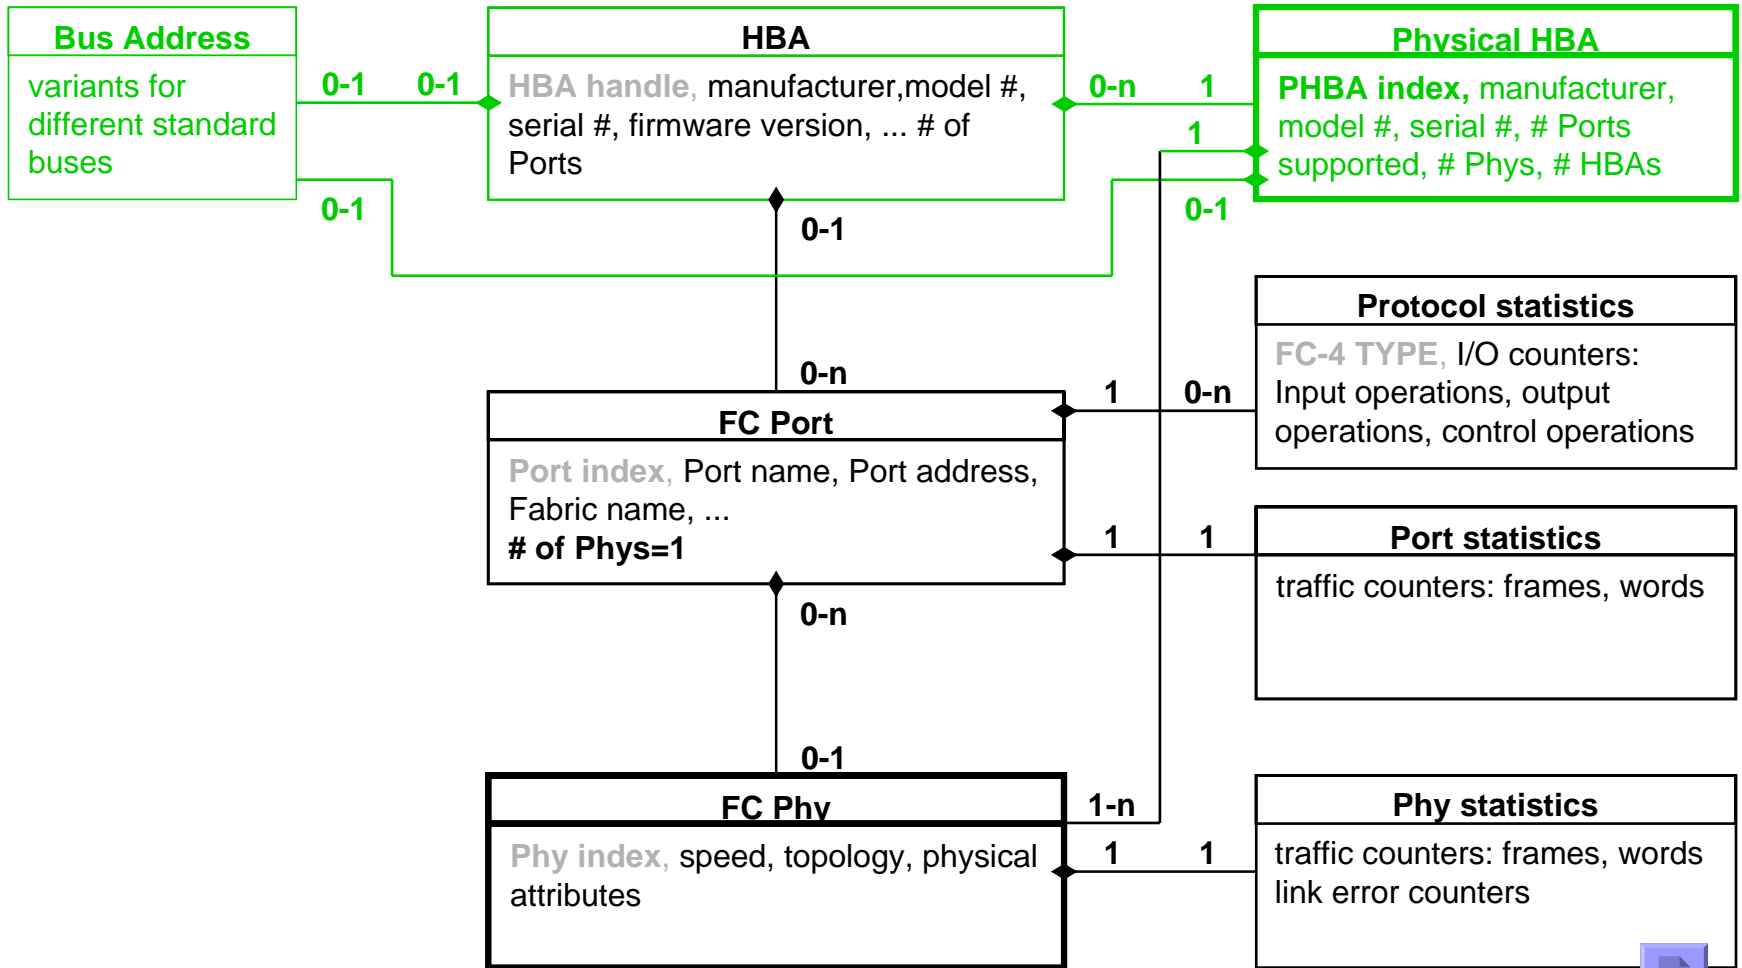 Bus Address
variants for
different standard
buses
0-1
0-1
0-1
HBA
HBA handle, manufacturer,model #,
serial #, firmware version, ... # of
Ports
0-n
1
1
0-1
Physical HBA
PHBA index, manufacturer,
model #, serial #, # Ports
supported, # Phys, # HBAs
0-1
0-n
FC Port
Port index, Port name, Port address,
Fabric name, ...
# of Phys=1
1
0-n
Protocol statistics
FC-4 TYPE, I/O counters:
Input operations, output
operations, control operations
1
1
Port statistics
traffic counters: frames, words
0-n
0-1
FC Phy
Phy index, speed, topology, physical
attributes
1-n
1
1
Phy statistics
traffic counters: frames, words
link error counters